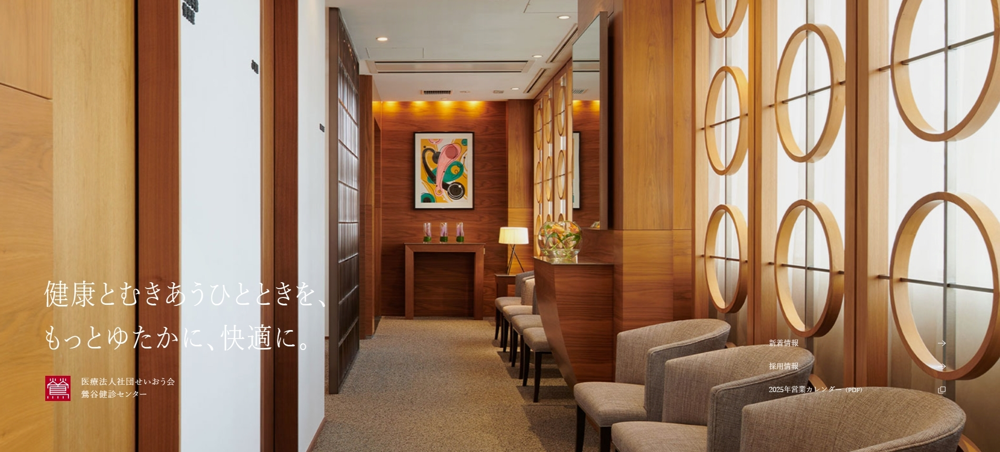 健康とむきあうひとときを、
もっとゆたかに、快適に。
医療法人社団せいおう会
鶯谷健診センター
新着情報
採用情報
2025年営業カレンダー（PDF）